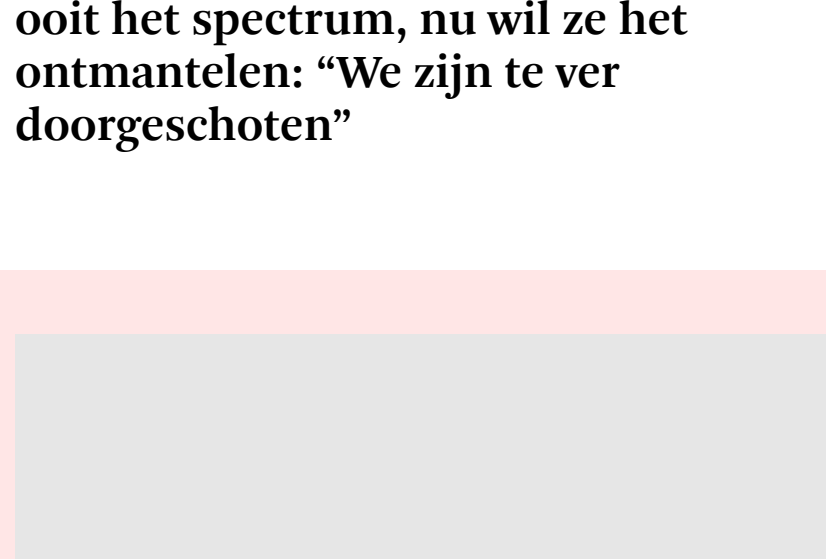 ooit het spectrum, nu wil ze het
ontmantelen: “We zijn te ver
doorgeschoten”